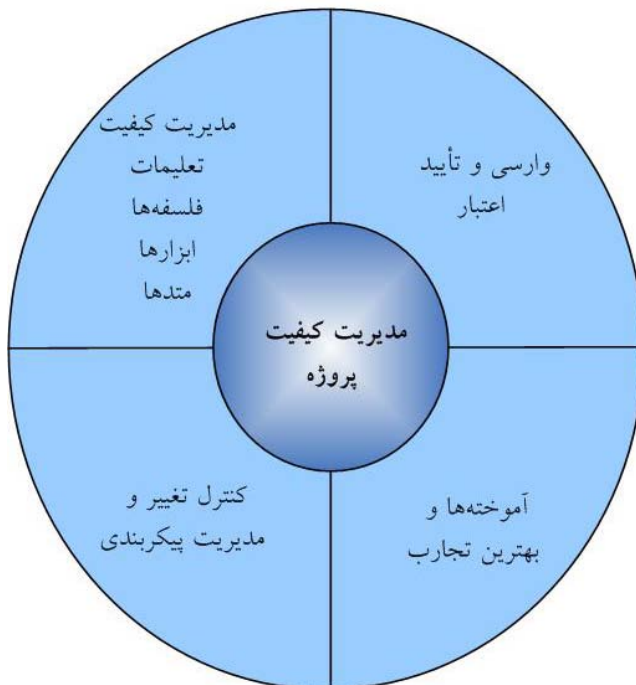 وارسی و تأیید
اعتبار
مدیریت کیفیت
تعلیمات
فلسفه‌ها
ابزارها
متدها
مدیریت کیفیت
پروژه
آموخته‌ها و
بهترین تجارب
کنترل تغییر و
مدیریت پیکربندی